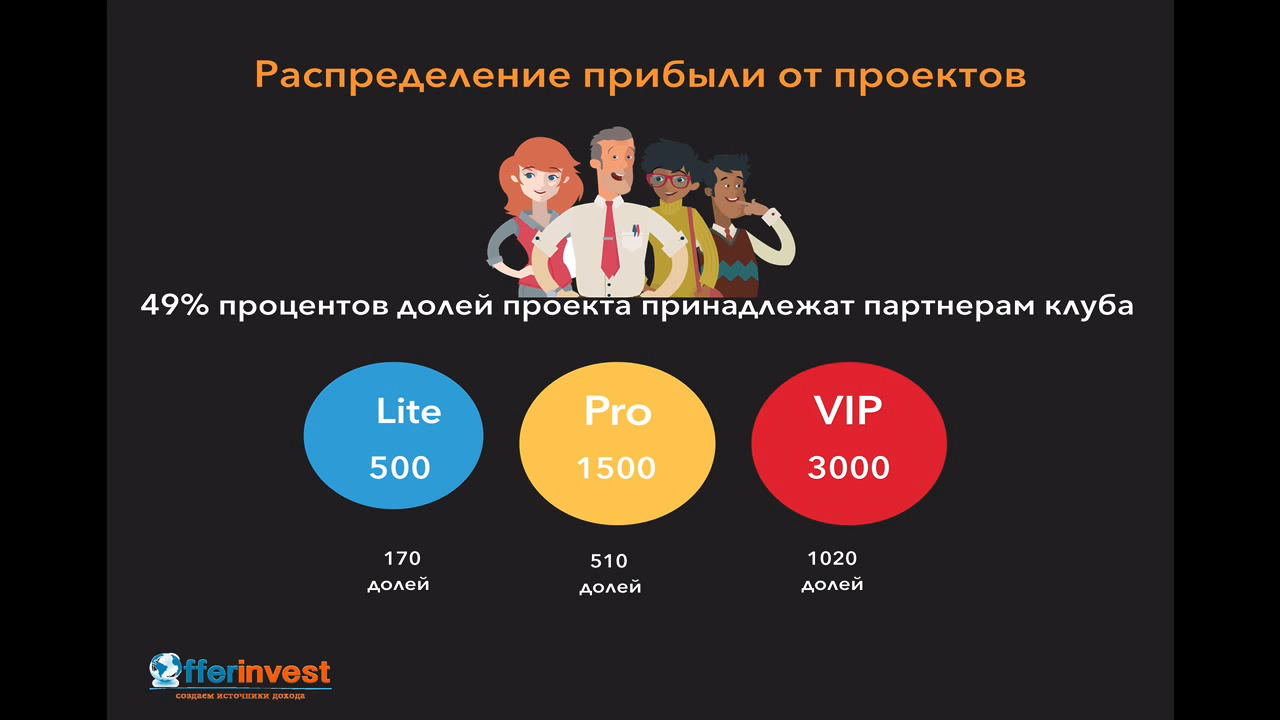 Распределение прибыли от проектов
49% процентов долей проекта принадлежат партнерам клуба
Lite
500
Pro
1500
VIP
3000
170
долей
510
долей
1020
долей
fferinvest
создаем источники дохода